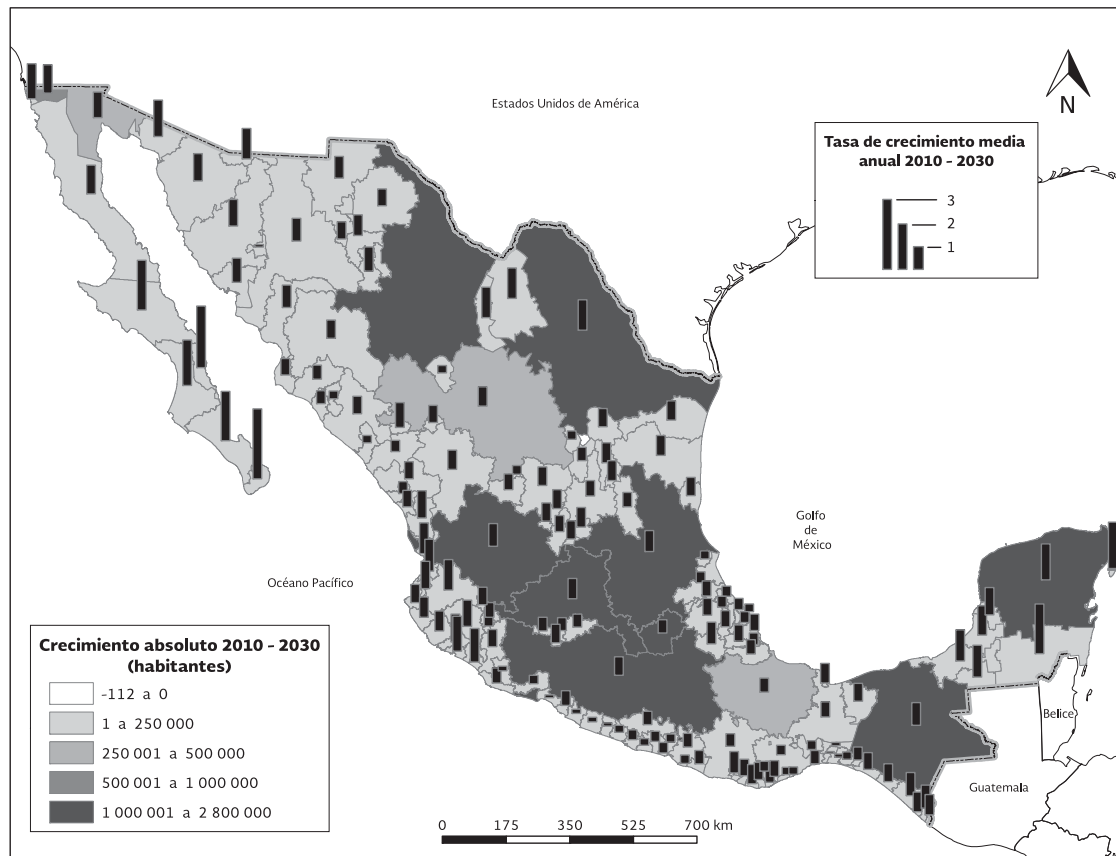 Estados Unidos de América
N
Tasa de crecimiento media
anual 2010 - 2030
3
2
1
Golfo
de
México
Océano Pacífico
Crecimiento absoluto 2010 - 2030
(habitantes)
-112 a 0
1 a 250 000
250 001 a 500 000
500 001 a 1 000 000
1 000 001 a 2 800 000
Belice
Guatemala
0 175 350 525 700 km